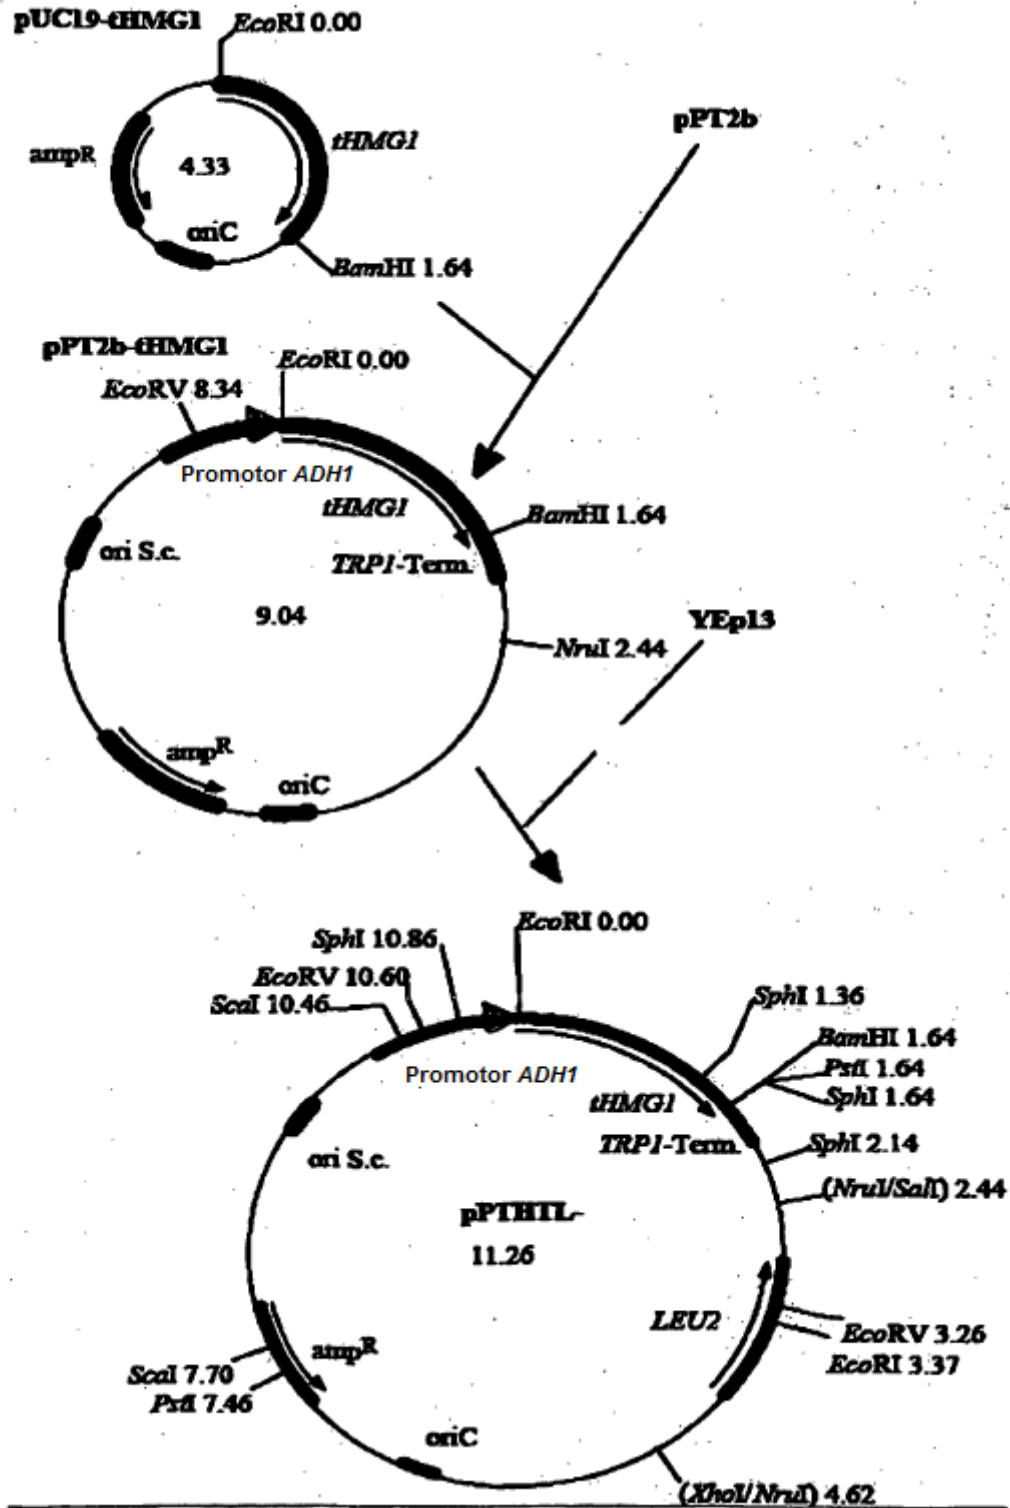 pUC19-tHMG1
EcoRI 0.00
ampR
4.33
tHMG1
oriC
BamHI 1.64
pPT2b
pPT2b-tHMG1
EcoRI 0.00
EcoRV 8.34
Promotor ADH1
tHMG1
BamHI 1.64
ori S.c.
TRP1-Term.
9.04
YEp13
NruI 2.44
ampR
oriC
EcoRI 0.00
SphI 10.86
EcoRV 10.60
ScaI 10.46
SphI 1.36
BamHI 1.64
PstI 1.64
SphI 1.64
Promotor ADH1
tHMG1
TRP1-Term.
SphI 2.14
ori S.c.
(NruI/SalI) 2.44
pPTHTL-
11.26
LEU2
EcoRV 3.26
EcoRI 3.37
ampR
ScaI 7.70
PstI 7.46
oriC
(XhoI/NruI) 4.62